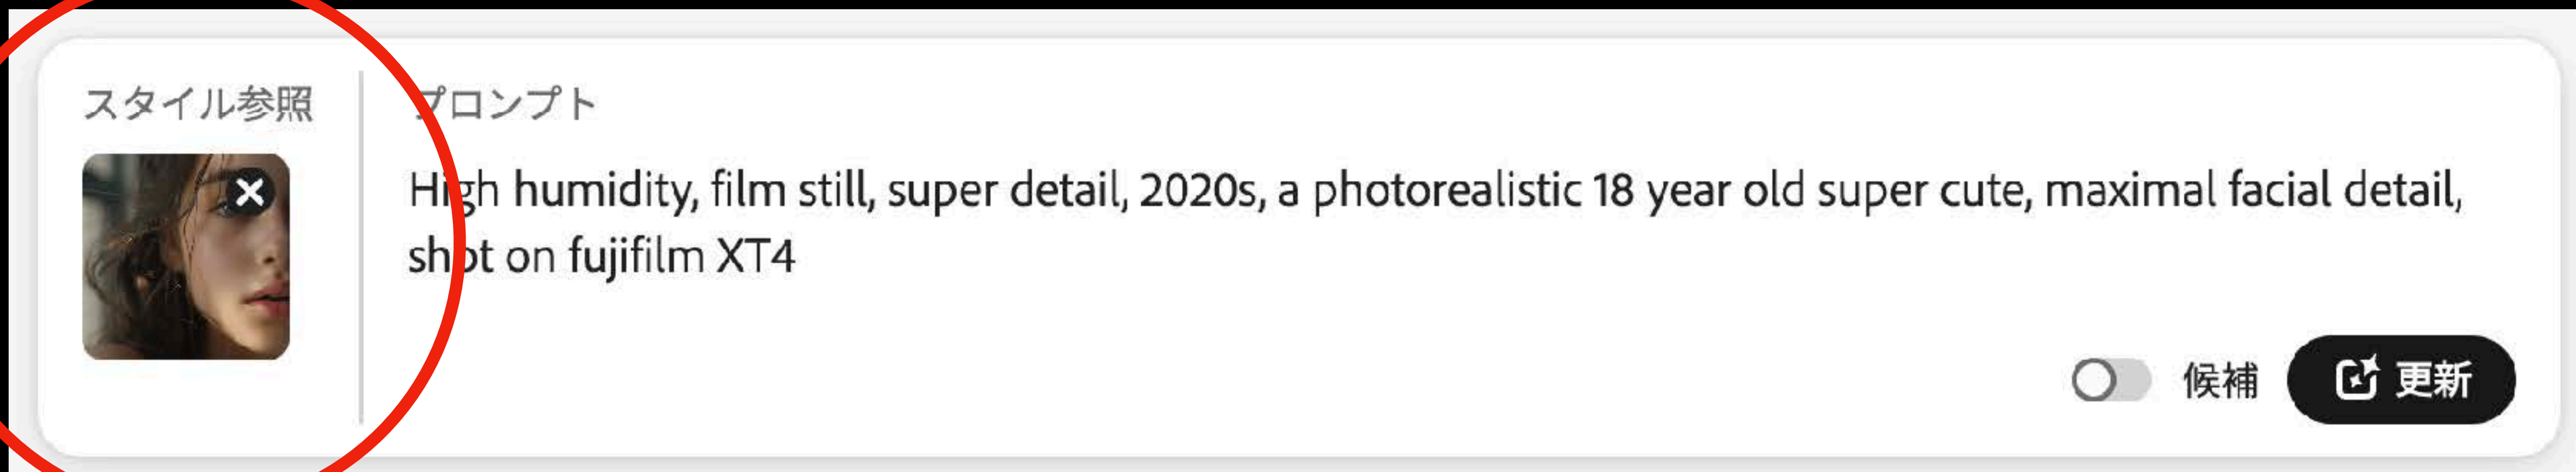 スタイル参照
プロンプト
High humidity, film still, super detail, 2020s, a photorealistic 18 year old super cute, maximal facial detail,
shot on fujifilm XT4
候補
更新